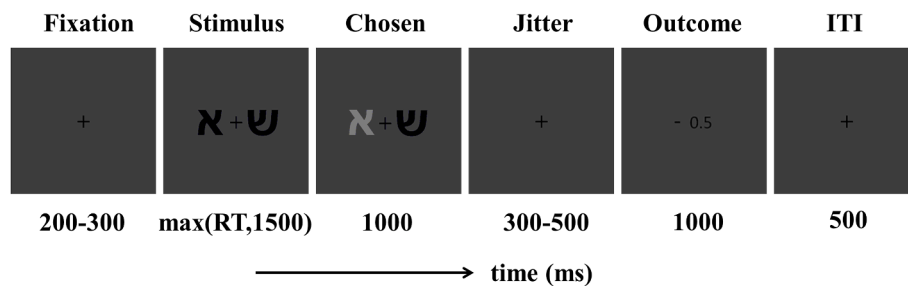 Fixation Stimulus Chosen Jitter Outcome ITI
+ א + ש א + ש + - 0.5 +
200-300 max(RT,1500) 1000 300-500 1000 500
time (ms)